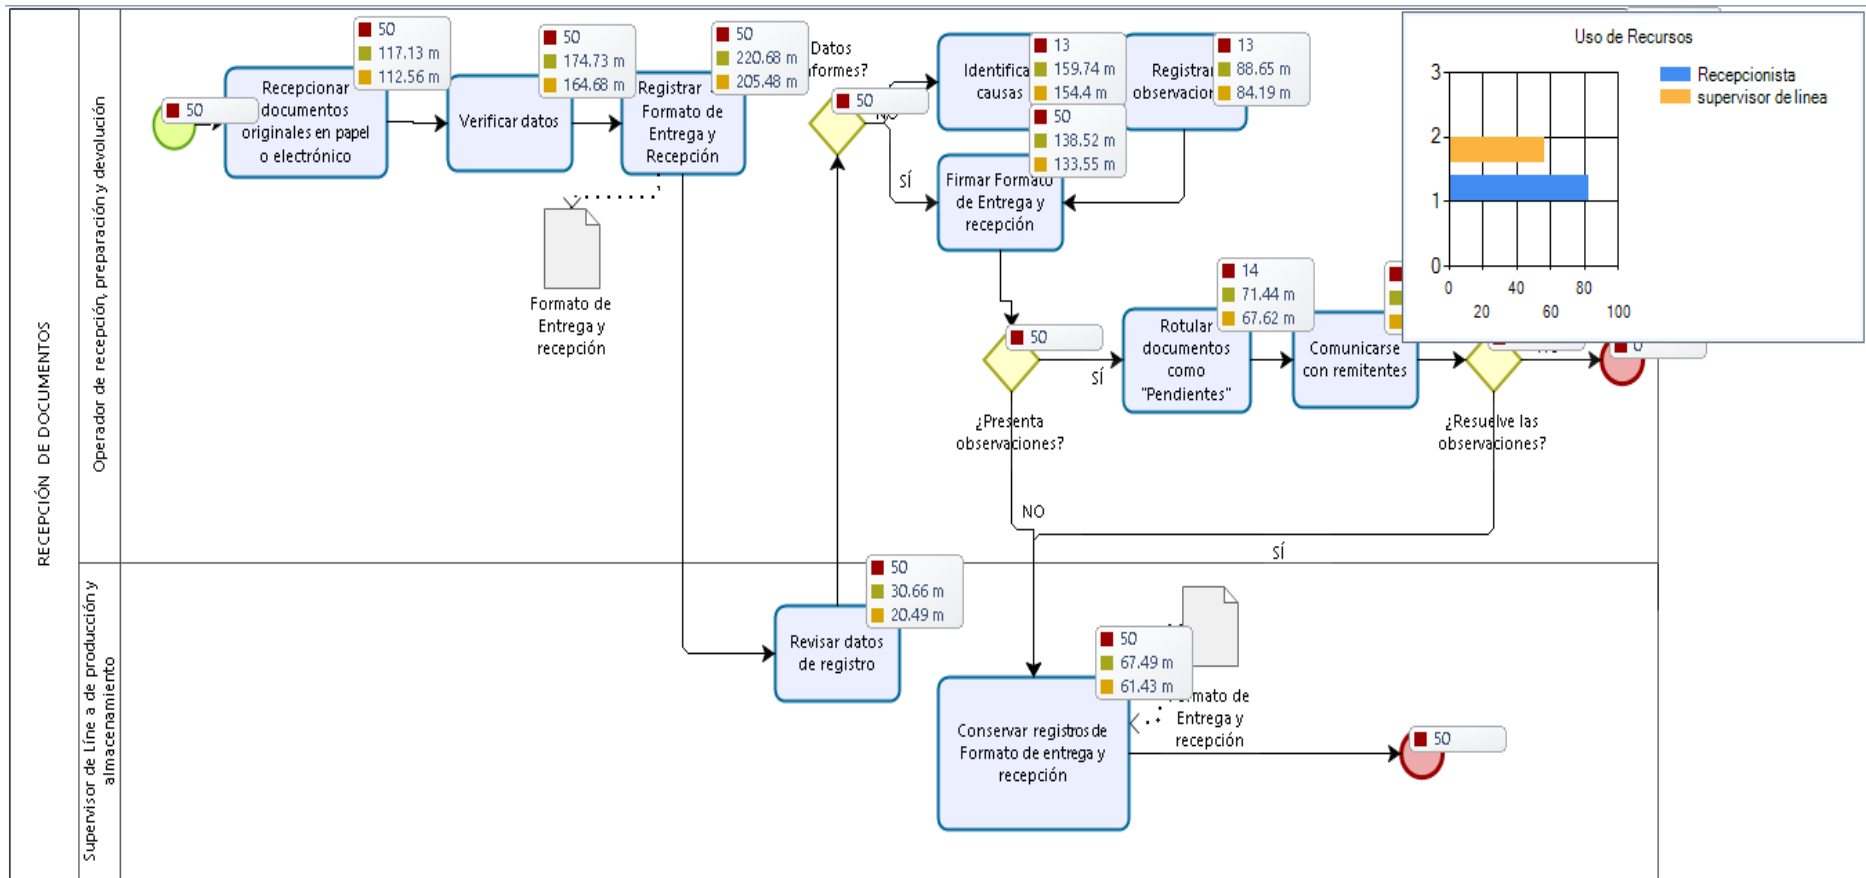 RECEPCIÓN DE DOCUMENTOS
Operador de recepción, preparación y devolución
50
Recepcionar
documentos
originales en papel
o electrónico
50
117.13 m
112.56 m
Verificar datos
50
174.73 m
164.68 m
Registrar
Formato de
Entrega y
Recepción
50
220.68 m
205.48 m
Formato de
Entrega y
recepción
Datos
50
NO
SÍ
Identifica
causas
13
159.74 m
154.4 m
Registrar
13
88.65 m
84.19 m
Firmar Formato
de Entrega y
recepción
50
138.52 m
133.55 m
50
¿Presenta
observaciones?
SÍ
NO
Rotular
documentos
como
"Pendientes"
14
71.44 m
67.62 m
Comunicarse
con remitentes
¿Resuelve las
observaciones?
SÍ
0
Uso de Recursos
3
2
1
0
0
20
40
60
80
100
Recepcionista
supervisor de linea
Supervisor de Líne a de producción y
almacenamiento
Revisar datos
de registro
50
30.66 m
20.49 m
Conservar registros de
Formato de entrega y
recepción
50
67.49 m
61.43 m
Formato de
Entrega y
recepción
50